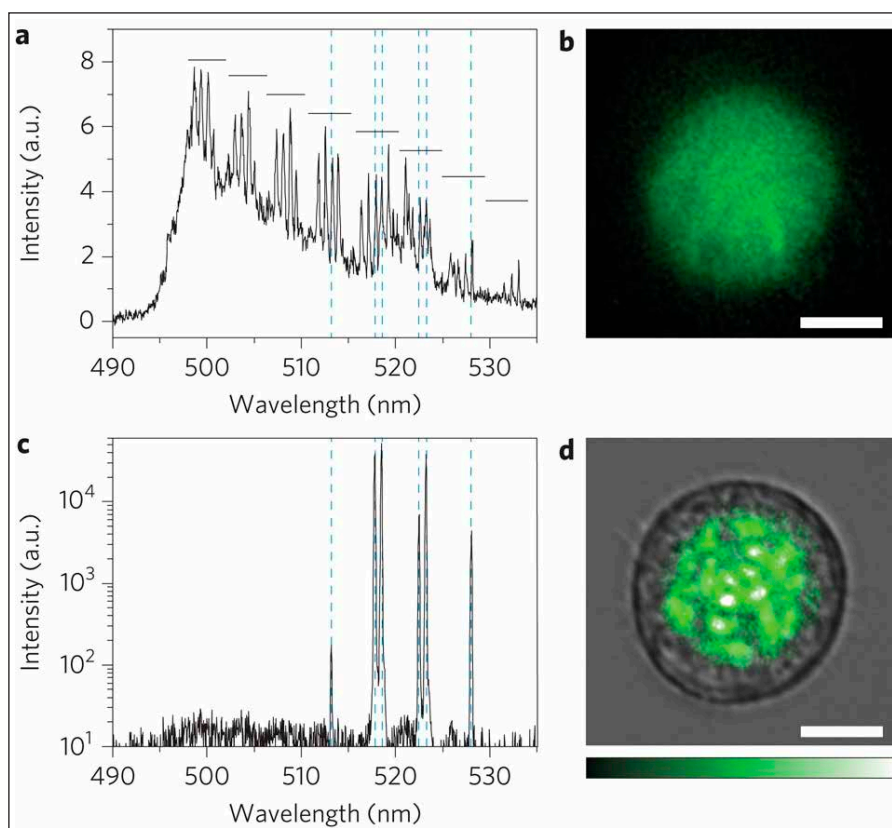 a
8
6
4
2
0
Intensity (a.u.)
490 500 510 520 530
Wavelength (nm)
b
c
10⁴
10³
10²
10¹
Intensity (a.u.)
490 500 510 520 530
Wavelength (nm)
d